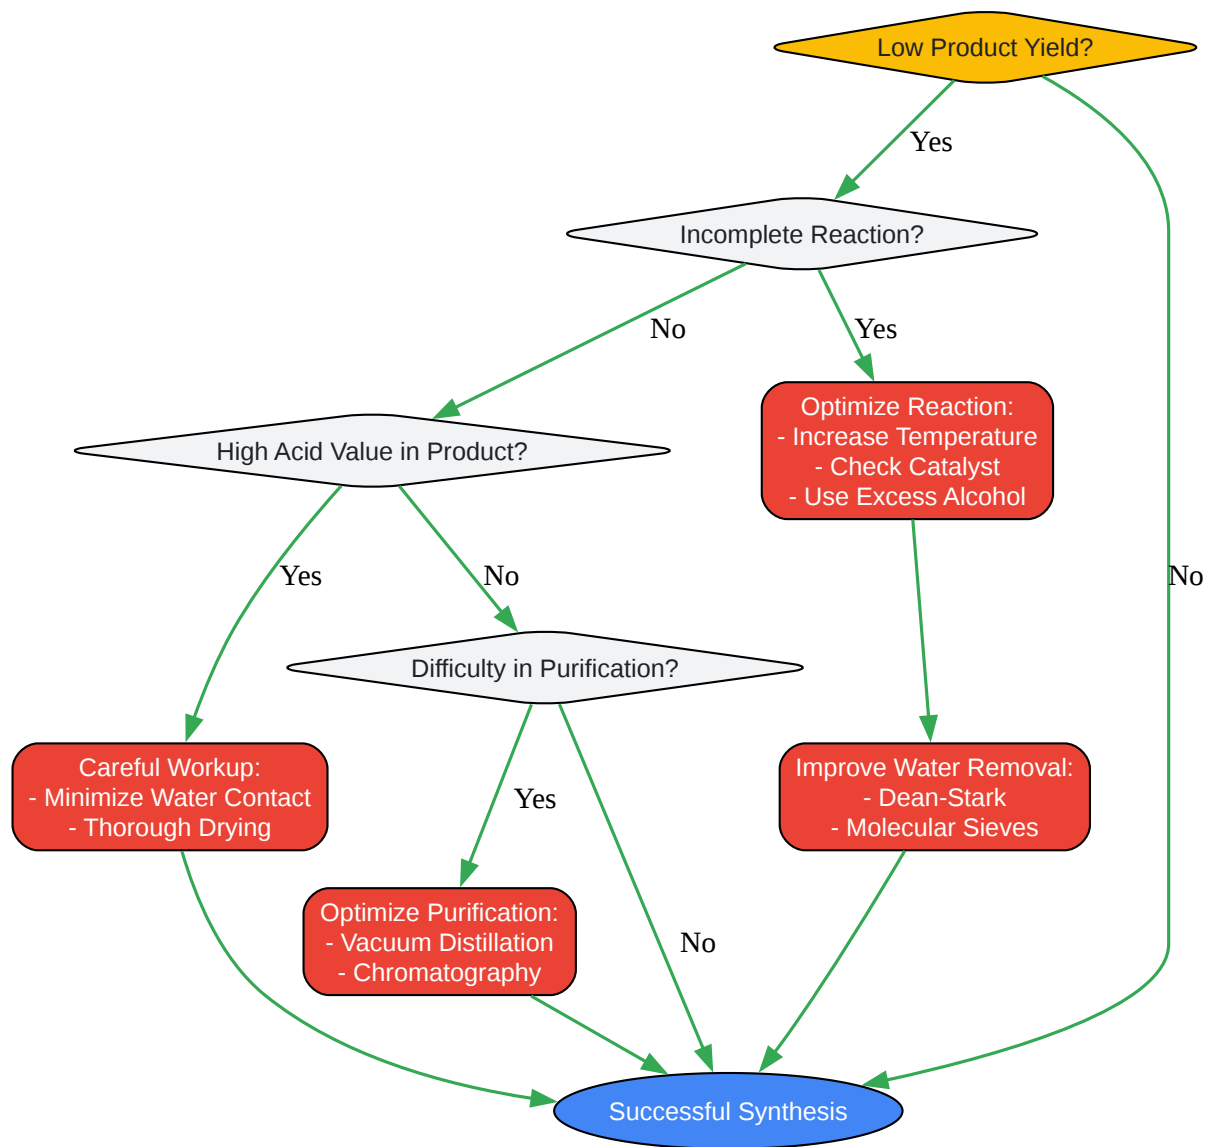 Low Product Yield?
Yes
Incomplete Reaction?
No
Yes
Optimize Reaction:
- Increase Temperature
- Check Catalyst
- Use Excess Alcohol
High Acid Value in Product?
Yes
No
No
Difficulty in Purification?
Careful Workup:
- Minimize Water Contact
- Thorough Drying
Improve Water Removal:
- Dean-Stark
- Molecular Sieves
Yes
Optimize Purification:
- Vacuum Distillation
- Chromatography
No
Successful Synthesis